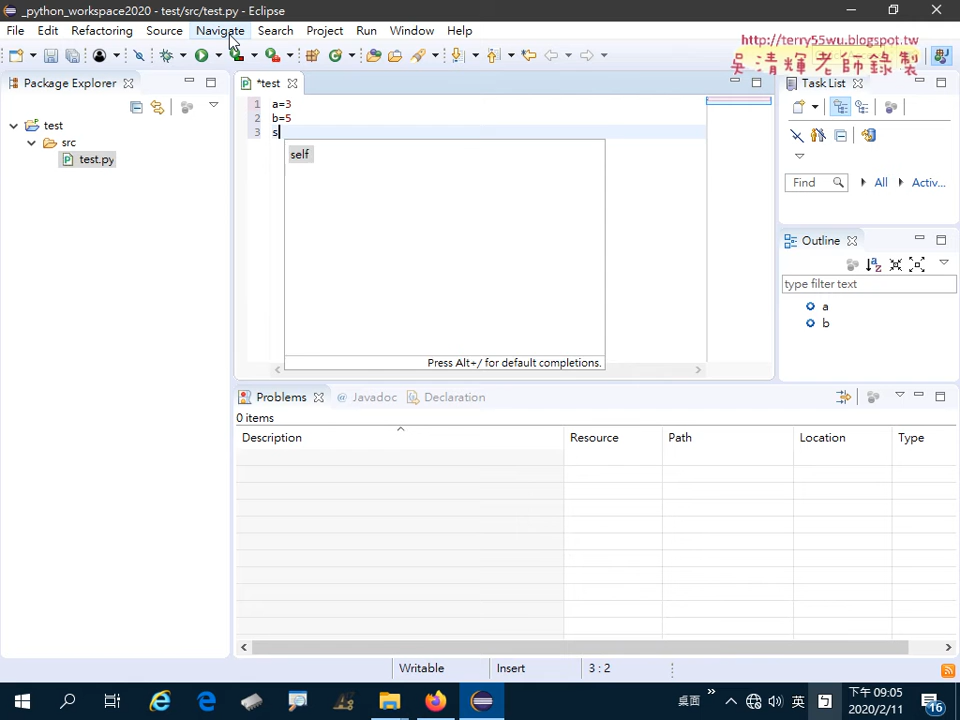 _python_workspace2020 - test/src/test.py - Eclipse
File Edit Refactoring Source Navigate Search Project Run Window Help
http://terry55wu.blogspot.tw
吳清輝老師錄製
Package Explorer
*test
Task List
1 a=3
2 b=5
3 s
self
Press Alt+/ for default completions.
test
src
test.py
Find
All
Activ...
Outline
type filter text
a
b
Problems
@ Javadoc
Declaration
0 items
Description
Resource
Path
Location
Type
Writable
Insert
3 : 2
桌面
英
下午 09:05
2020/2/11
16